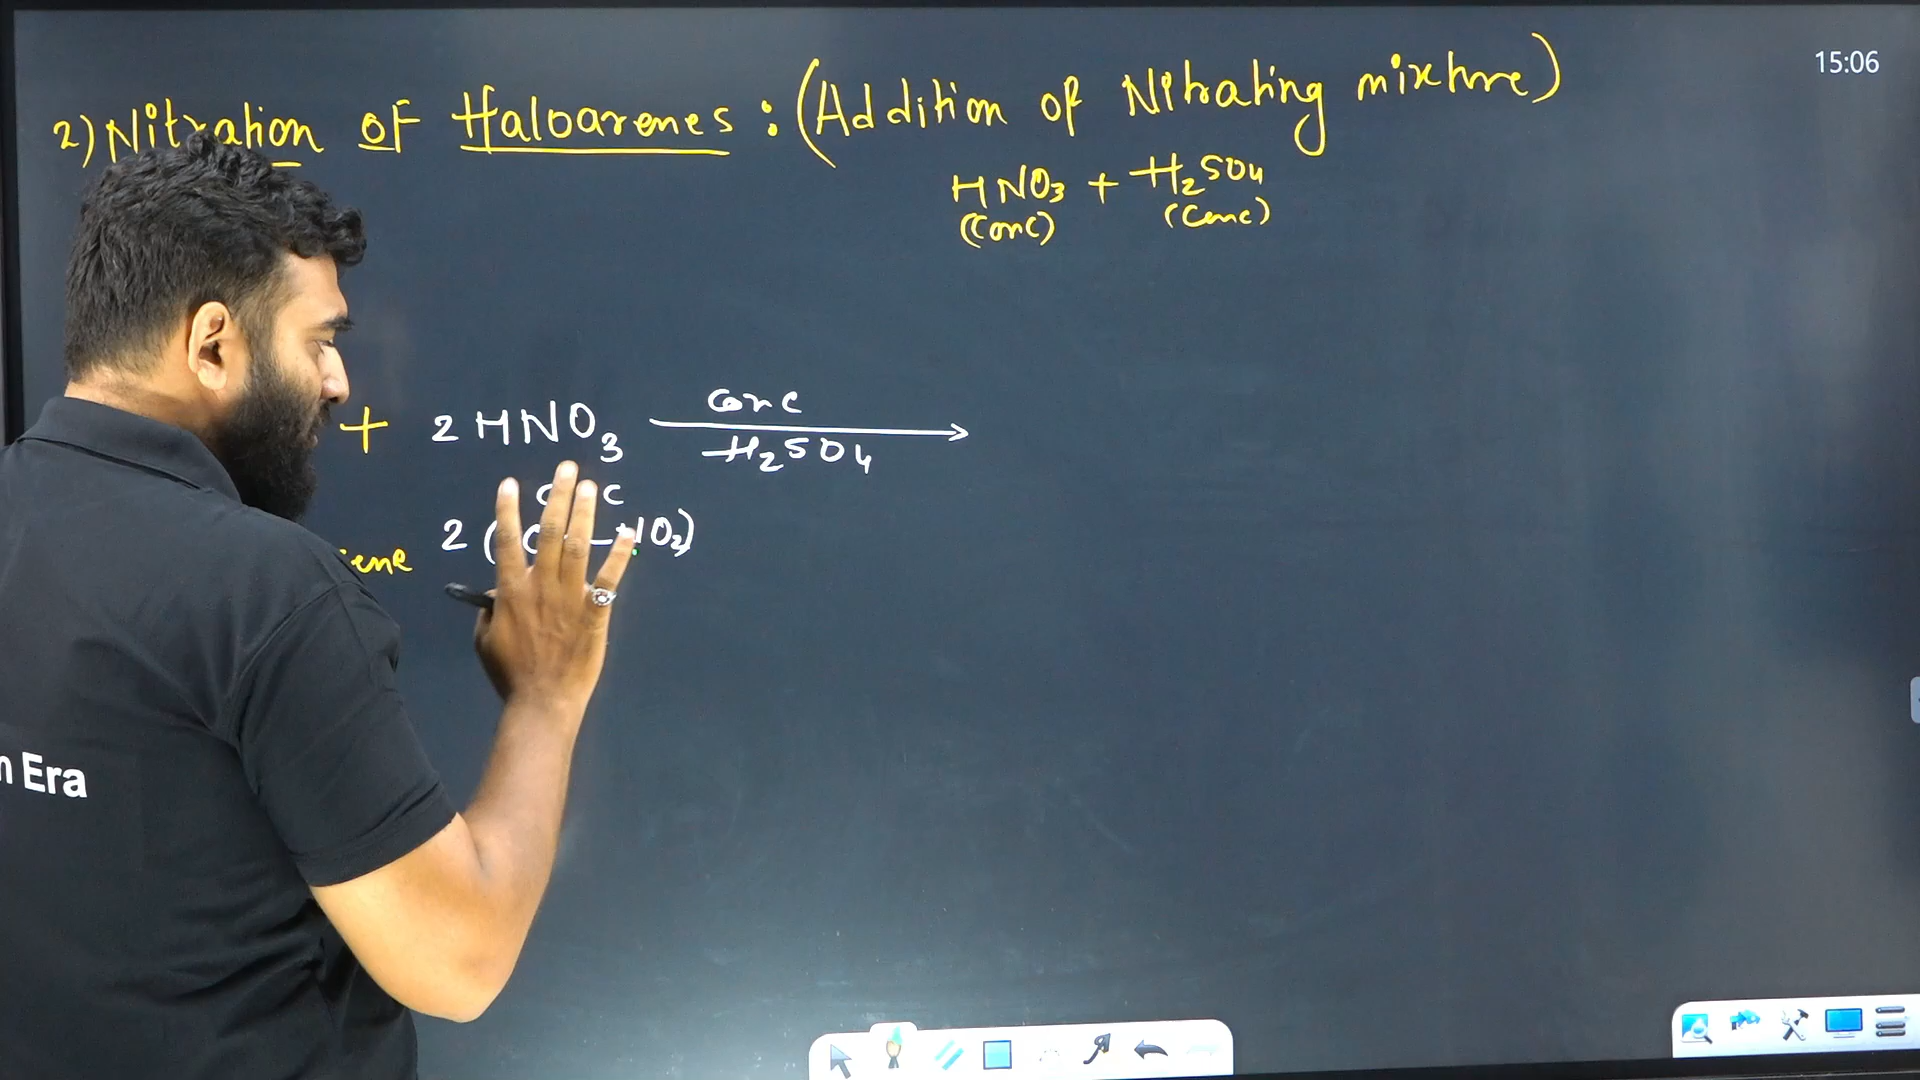 15:06
2) Nitration of Haloarenes : (Addition of Nitrating mixture)
HNO3 + H2SO4
(Conc) (Conc)
Conc
+ 2 HNO3 ⟶
H2SO4
2 ( NO2)
Era